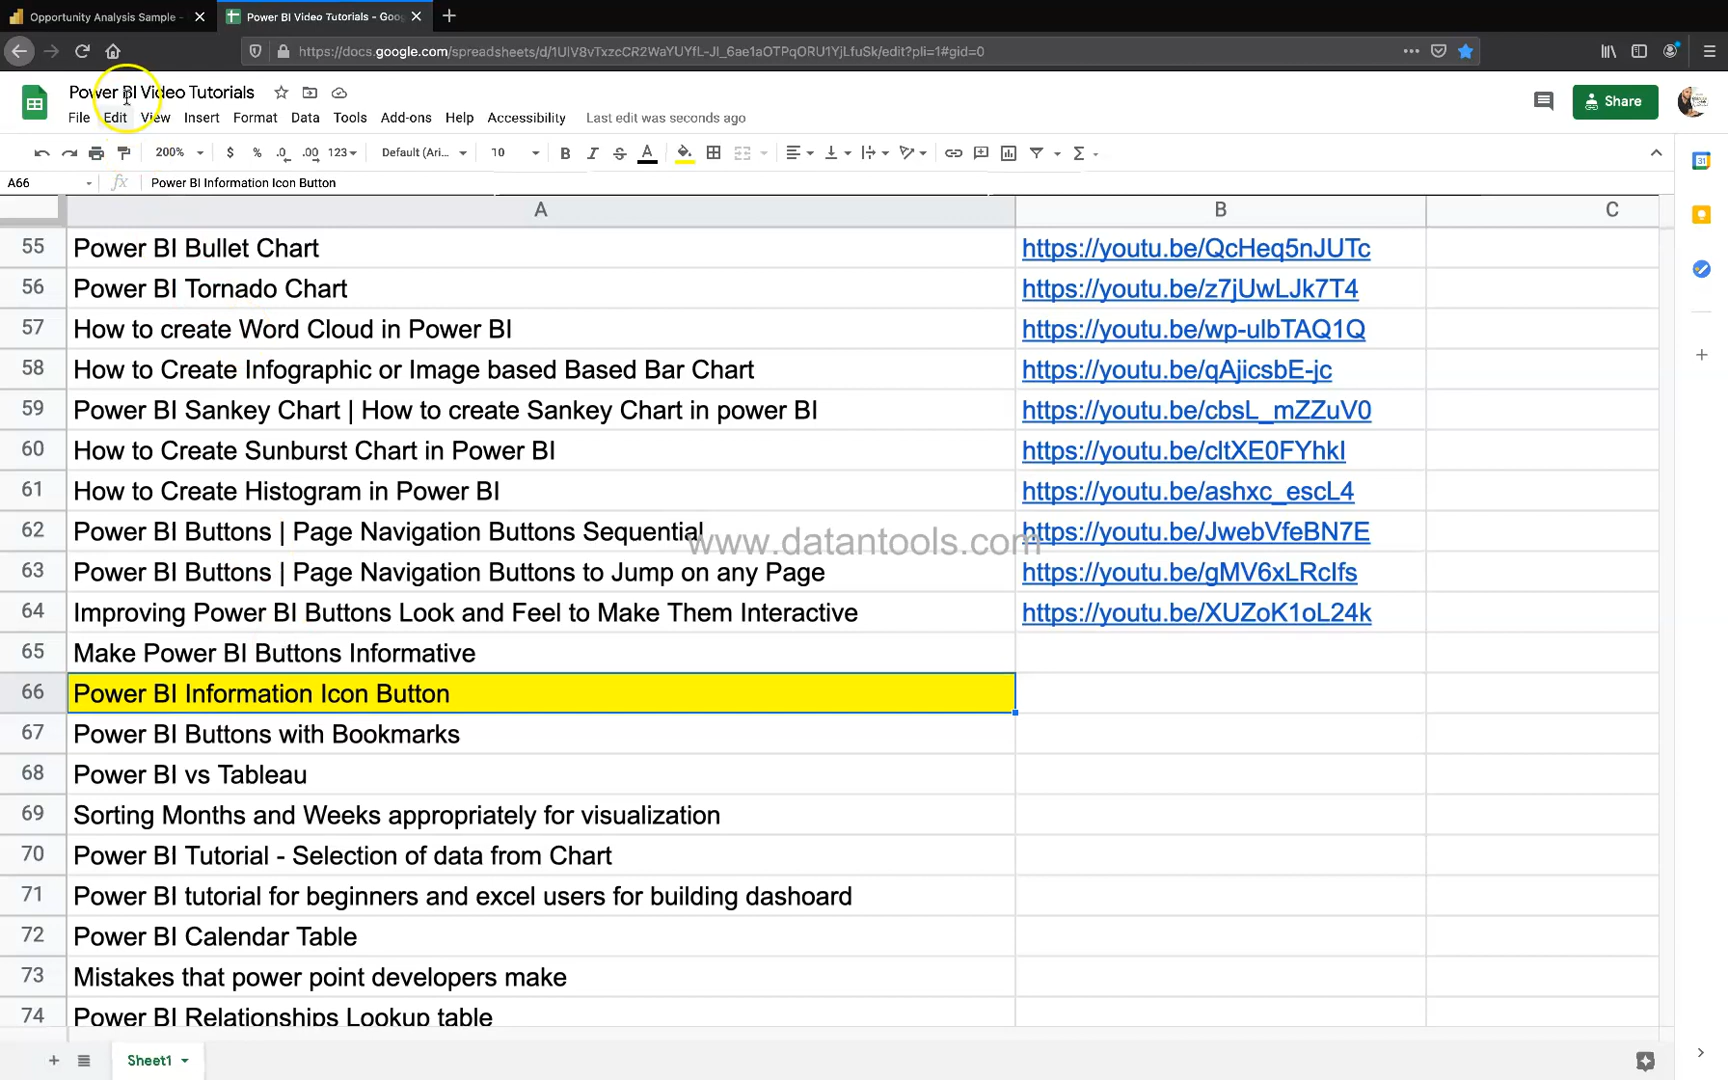 Opportunity Analysis Sample -
Power BI Video Tutorials - Goog
https://docs.google.com/spreadsheets/d/1UIV8vTxzcCR2WaYUYfL-JI_6ae1aOTPqORU1YjLfuSk/edit?pli=1#gid=0
Power BI Video Tutorials
File Edit View Insert Format Data Tools Add-ons Help Accessibility Last edit was seconds ago
Share
200% $ % .0 .00 123 Default (Ari... 10 B I S A
A66 fx Power BI Information Icon Button
A B C
55 Power BI Bullet Chart https://youtu.be/QcHeq5nJUTc
56 Power BI Tornado Chart https://youtu.be/z7jUwLJk7T4
57 How to create Word Cloud in Power BI https://youtu.be/wp-ulbTAQ1Q
58 How to Create Infographic or Image based Based Bar Chart https://youtu.be/qAjicsbE-jc
59 Power BI Sankey Chart | How to create Sankey Chart in power BI https://youtu.be/cbsL_mZZuV0
60 How to Create Sunburst Chart in Power BI https://youtu.be/cltXE0FYhkI
61 How to Create Histogram in Power BI https://youtu.be/ashxc_escL4
62 Power BI Buttons | Page Navigation Buttons Sequential https://youtu.be/JwebVfeBN7E
www.datantools.com
63 Power BI Buttons | Page Navigation Buttons to Jump on any Page https://youtu.be/gMV6xLRcIfs
64 Improving Power BI Buttons Look and Feel to Make Them Interactive https://youtu.be/XUZoK1oL24k
65 Make Power BI Buttons Informative
66 Power BI Information Icon Button
67 Power BI Buttons with Bookmarks
68 Power BI vs Tableau
69 Sorting Months and Weeks appropriately for visualization
70 Power BI Tutorial - Selection of data from Chart
71 Power BI tutorial for beginners and excel users for building dashoard
72 Power BI Calendar Table
73 Mistakes that power point developers make
74 Power BI Relationships Lookup table
Sheet1